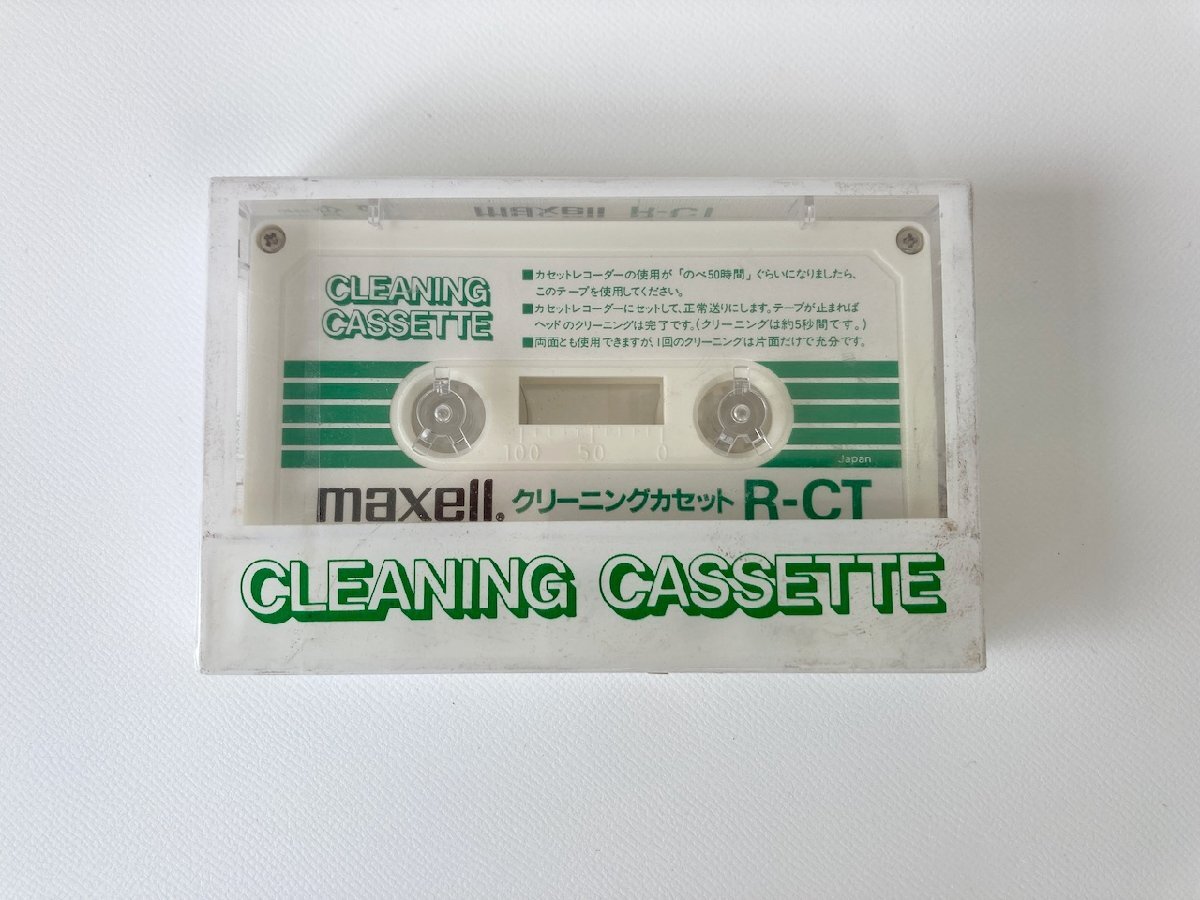 maxell R-CT
CLEANING
CASSETTE
■カセットレコーダーの使用が「のべ50時間」ぐらいになりましたら、
このテープを使用してください。
■カセットレコーダーにセットして、正常送りにします。テープが止まれば
ヘッドのクリーニングは完了です。(クリーニングは約5秒間です。)
■両面とも使用できますが、1回のクリーニングは片面だけで充分です。
100 50 0
Japan
maxell® クリーニングカセット R-CT
CLEANING CASSETTE